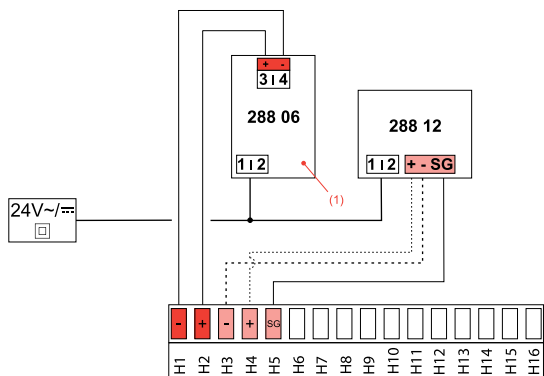 + -
3 4
288 06
1 2
(1)
288 12
1 2
+ - SG
24V~/⎓
- + - + SG
H1 H2 H3 H4 H5 H6 H7 H8 H9 H10 H11 H12 H13 H14 H15 H16